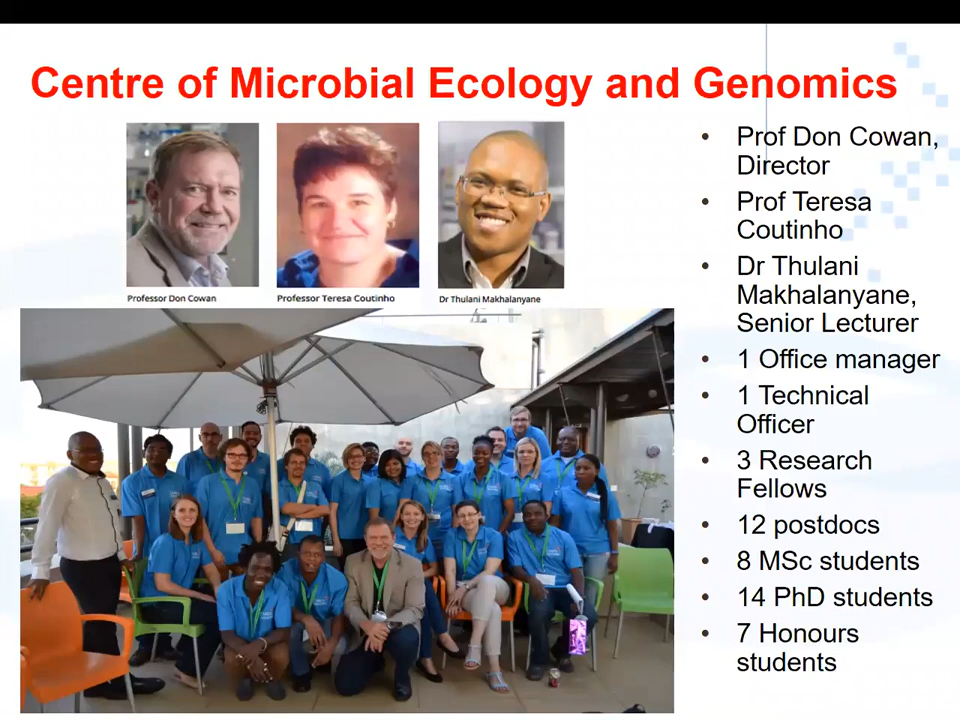 Centre of Microbial Ecology and Genomics
Professor Don Cowan
Professor Teresa Coutinho
Dr Thulani Makhalanyane
• Prof Don Cowan,
Director
• Prof Teresa
Coutinho
• Dr Thulani
Makhalanyane,
Senior Lecturer
• 1 Office manager
• 1 Technical
Officer
• 3 Research
Fellows
• 12 postdocs
• 8 MSc students
• 14 PhD students
• 7 Honours
students